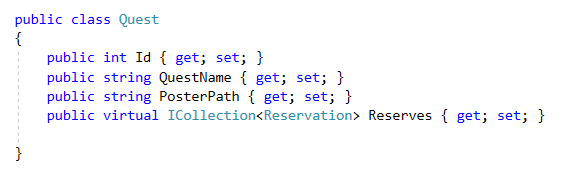 public class Quest
{
    public int Id { get; set; }
    public string QuestName { get; set; }
    public string PosterPath { get; set; }
    public virtual ICollection<Reservation> Reserves { get; set; }
}